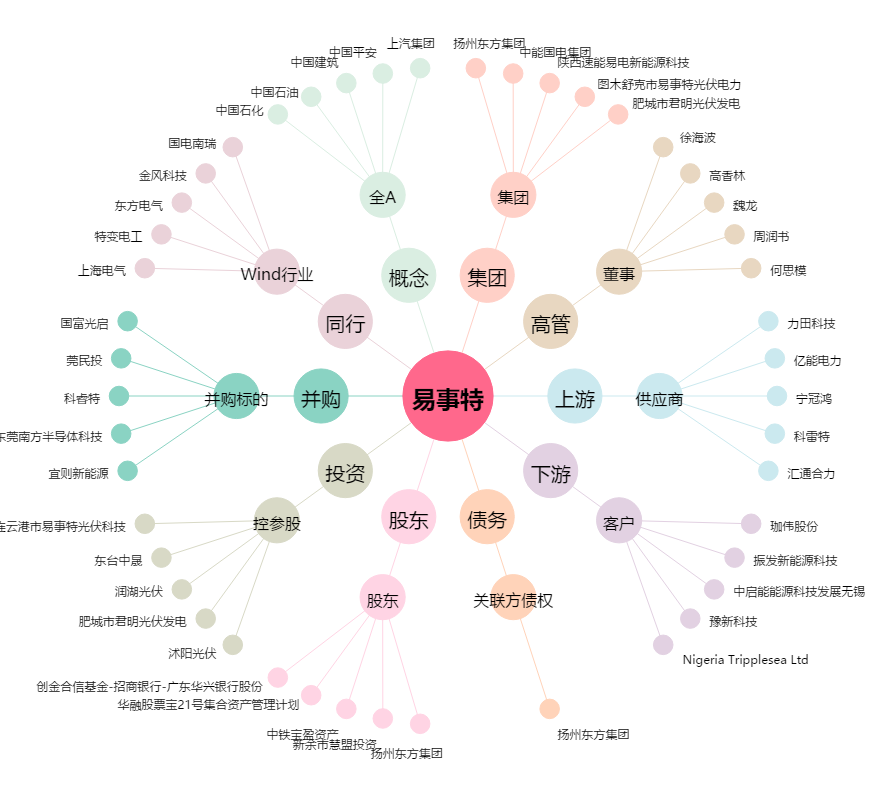 上汽集团
中国平安
中国建筑
中国石油
中国石化
全A
概念
扬州东方集团
中能国电集团
陕西速能易电新能源科技
图木舒克市易事特光伏电力
肥城市君明光伏发电
集团
集团
国电南瑞
金风科技
东方电气
特变电工
上海电气
Wind行业
同行
徐海波
高香林
魏龙
周润书
何思模
董事
高管
国富光启
莞民投
科睿特
东莞南方半导体科技
宜则新能源
并购标的
并购
易事特
上游
供应商
力田科技
亿能电力
宁冠鸿
科雷特
汇通合力
投资
控参股
连云港市易事特光伏科技
东台中晟
润湖光伏
肥城市君明光伏发电
沭阳光伏
下游
客户
珈伟股份
振发新能源科技
中启能能源科技发展无锡
豫新科技
Nigeria Tripplesea Ltd
股东
股东
创金合信基金-招商银行-广东华兴银行股份
华融股票宝21号集合资产管理计划
中铁宝盈资产
新余市慧盟投资
扬州东方集团
债务
关联方债权
扬州东方集团